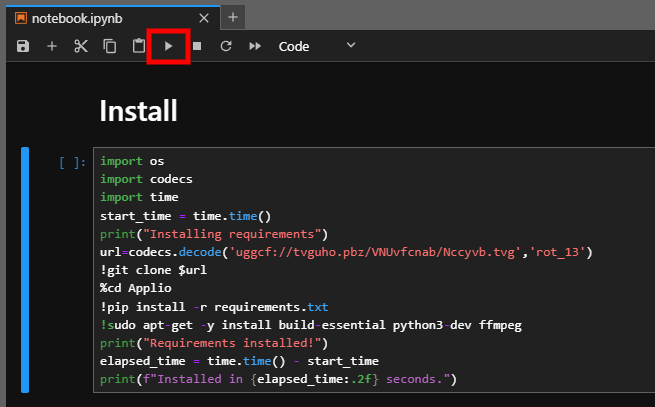 notebook.ipynb
Code
Install
[ ]:
import os
import codecs
import time
start_time = time.time()
print("Installing requirements")
url=codecs.decode('uggcf://tvguho.pbz/VNUvfcnab/Nccyvb.tvg','rot_13')
!git clone $url
%cd Applio
!pip install -r requirements.txt
!sudo apt-get -y install build-essential python3-dev ffmpeg
print("Requirements installed!")
elapsed_time = time.time() - start_time
print(f"Installed in {elapsed_time:.2f} seconds.")